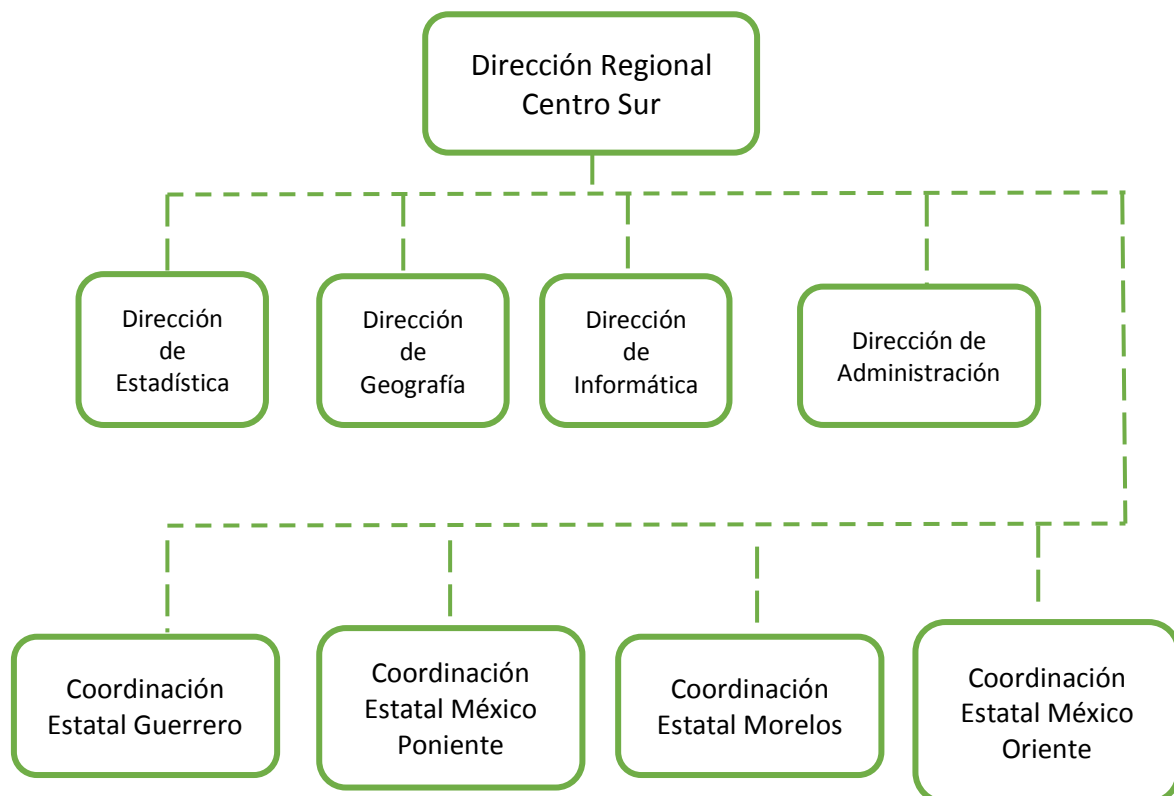 Dirección Regional
Centro Sur
Dirección
de
Estadística
Dirección
de
Geografía
Dirección
de
Informática
Dirección de
Administración
Coordinación
Estatal Guerrero
Coordinación
Estatal México
Poniente
Coordinación
Estatal Morelos
Coordinación
Estatal México
Oriente